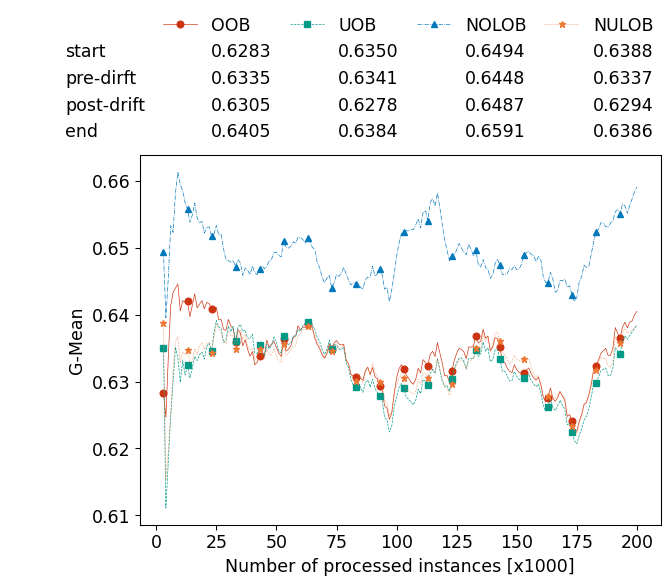 OOB UOB NOLOB NULOB
start 0.6283 0.6350 0.6494 0.6388
pre-dirft 0.6335 0.6341 0.6448 0.6337
post-drift 0.6305 0.6278 0.6487 0.6294
end 0.6405 0.6384 0.6591 0.6386
0.66
0.65
0.64
0.63
0.62
0.61
G-Mean
0 25 50 75 100 125 150 175 200
Number of processed instances [x1000]